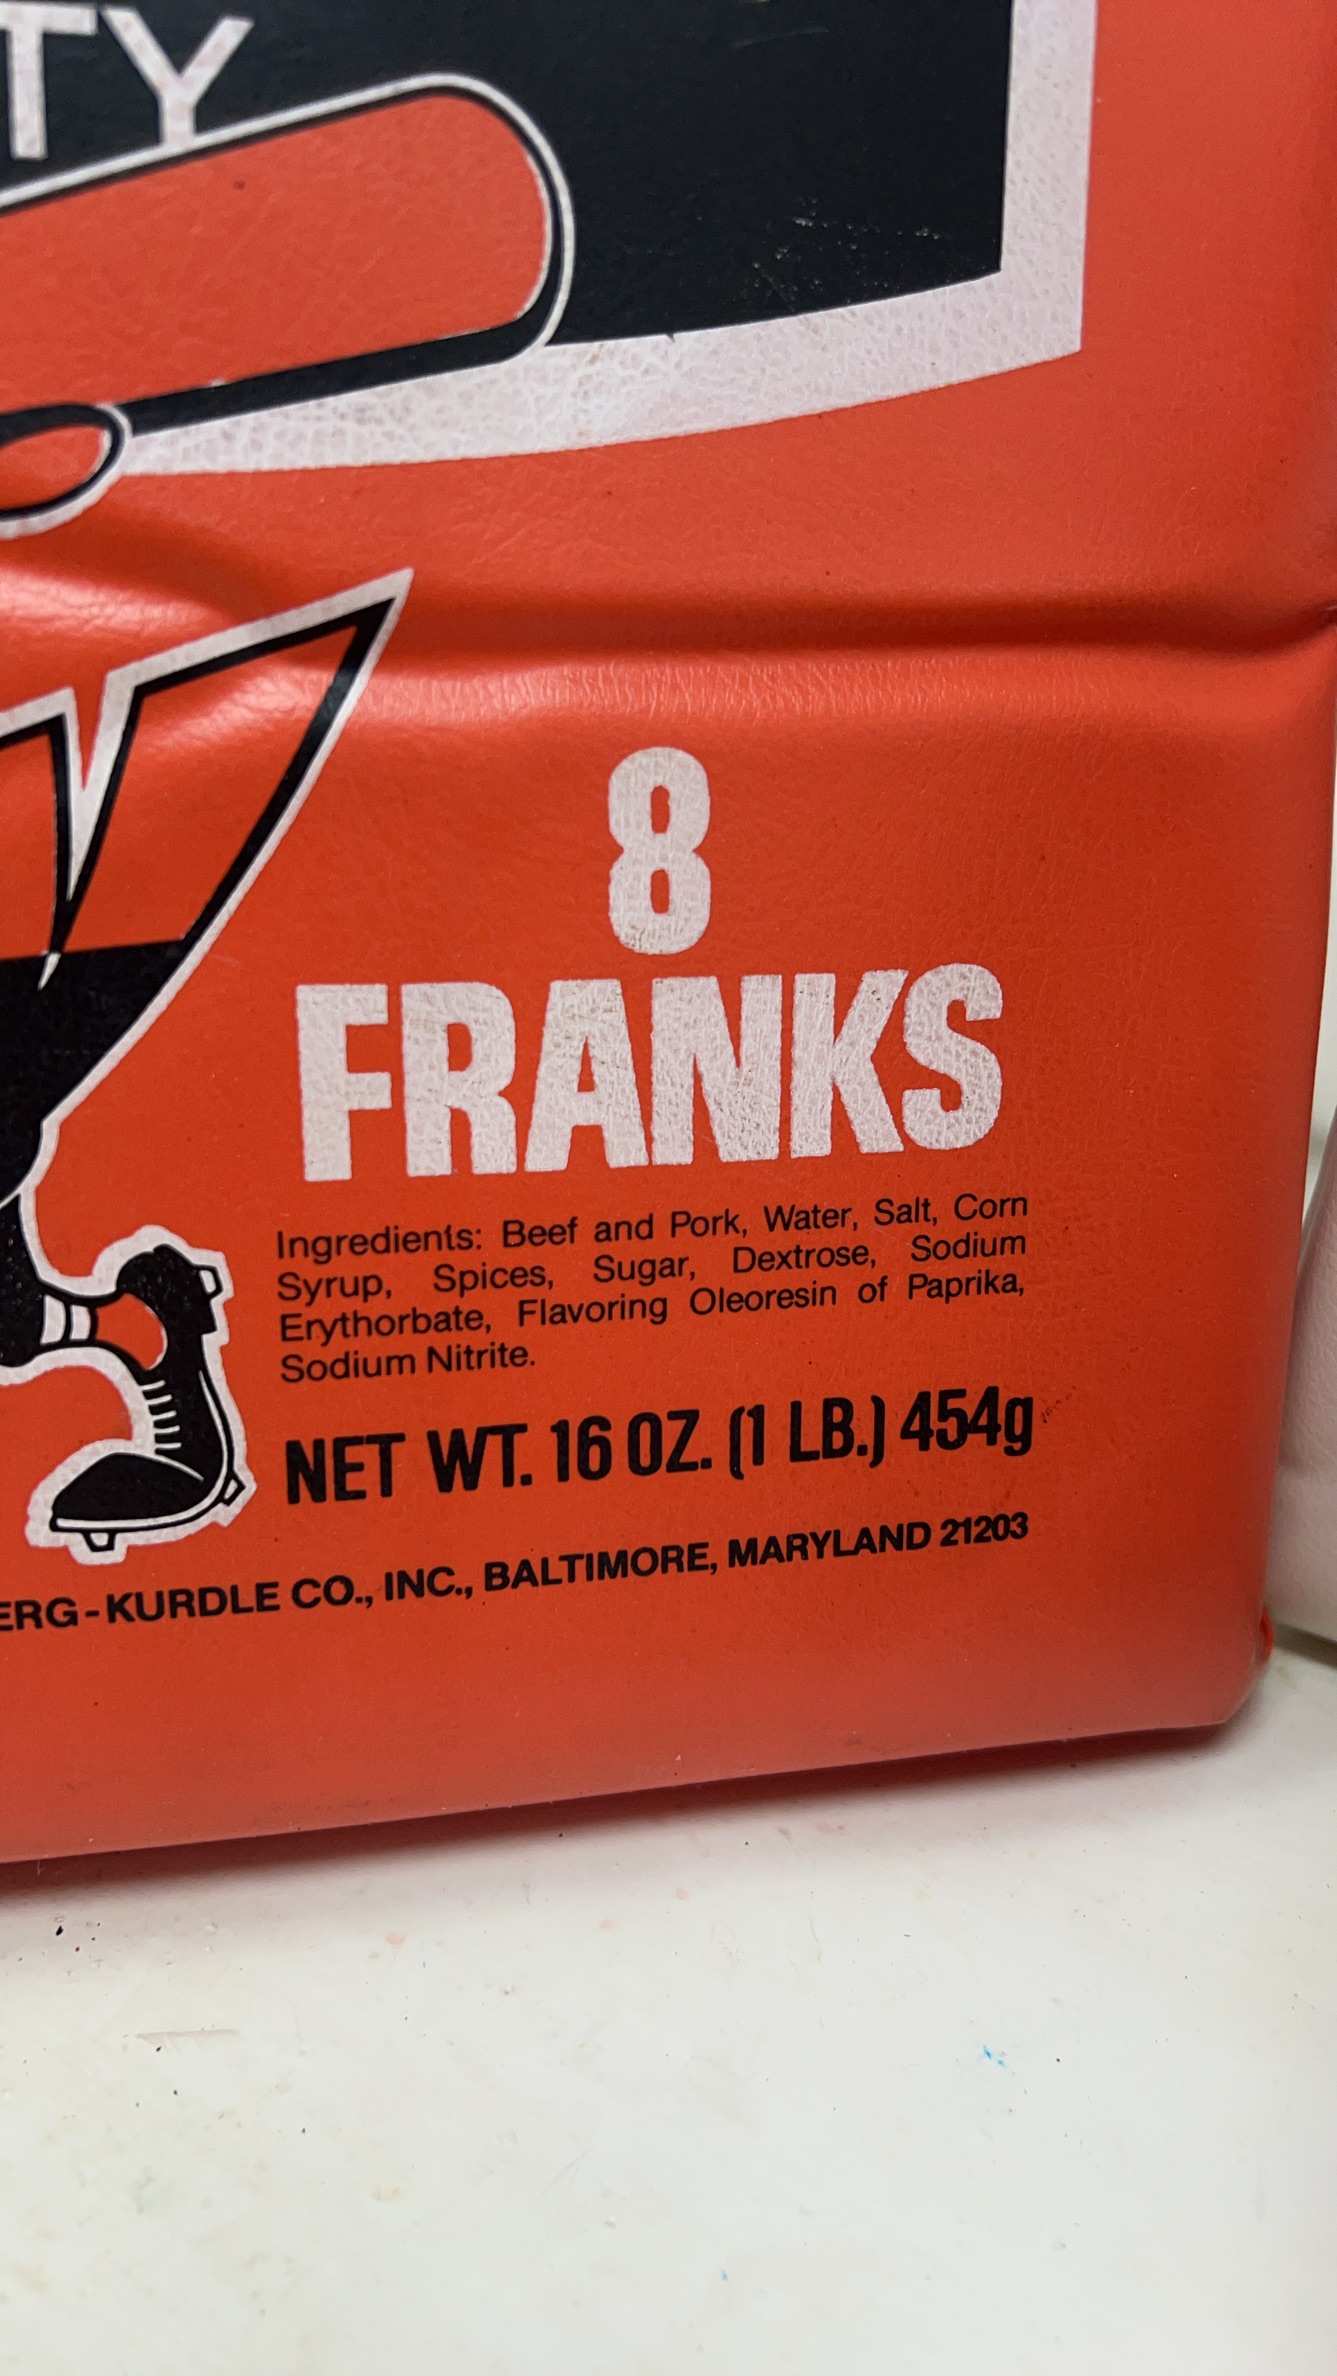 TY
8
FRANKS
Ingredients: Beef and Pork, Water, Salt, Corn
Syrup, Spices, Sugar, Dextrose, Sodium
Erythorbate, Flavoring Oleoresin of Paprika,
Sodium Nitrite.
NET WT. 16 OZ. (1 LB.) 454g
ERG-KURDLE CO., INC., BALTIMORE, MARYLAND 21203